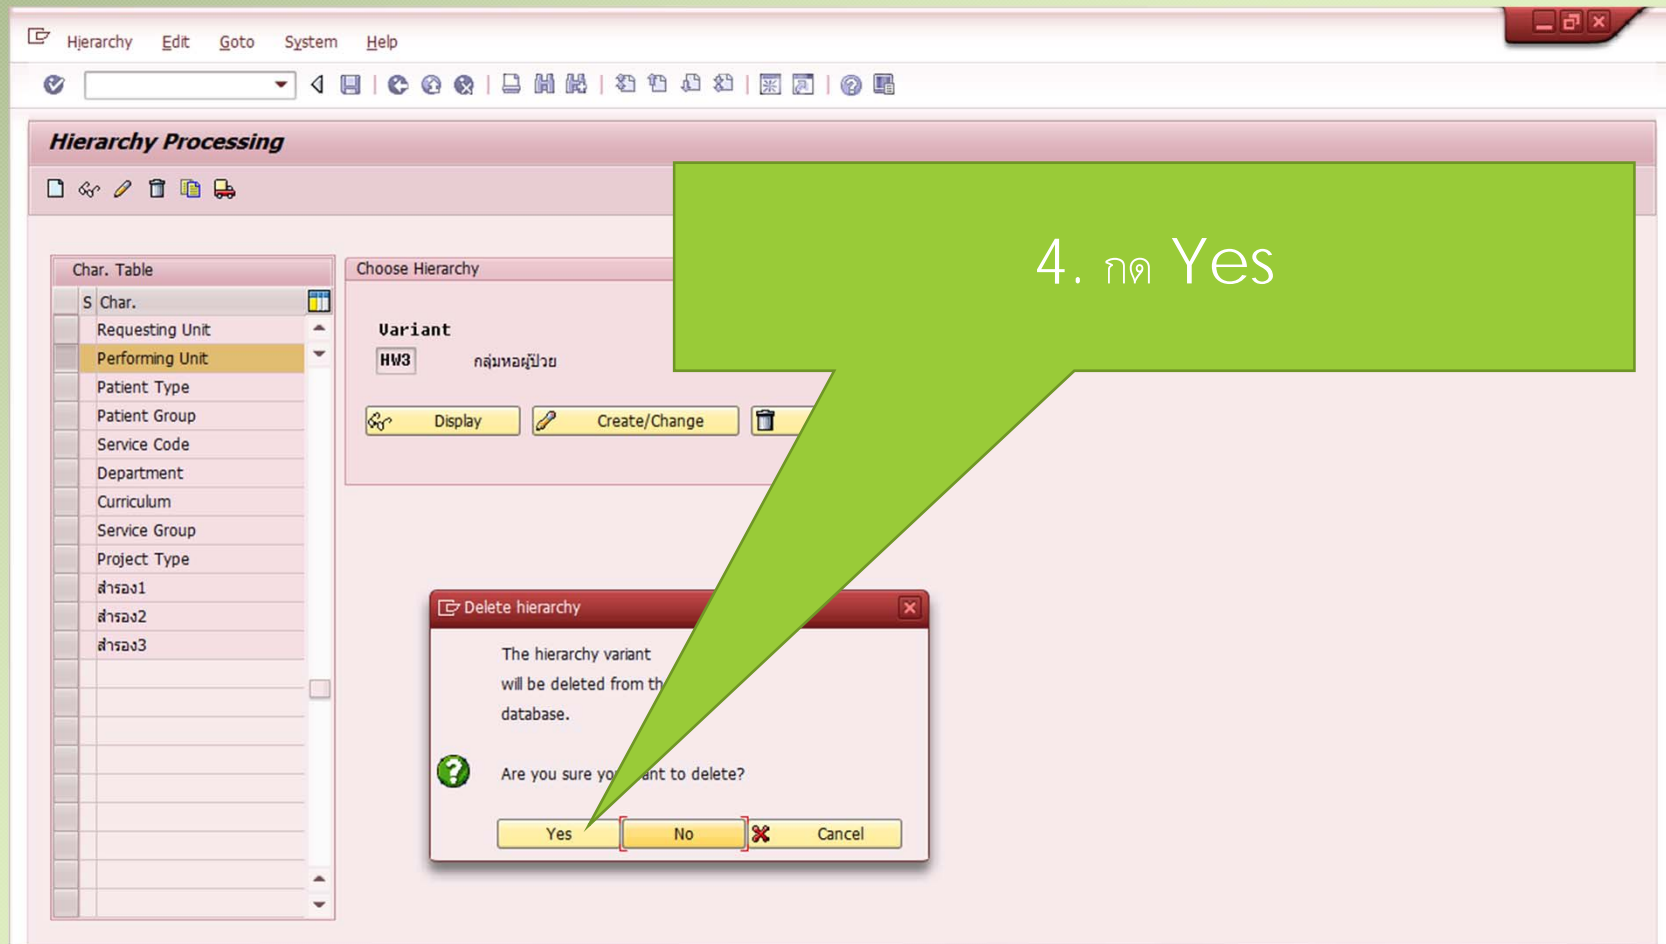 Hierarchy Edit Goto System Help
Hierarchy Processing
4. กด Yes
Char. Table
S Char.
Requesting Unit
Performing Unit
Patient Type
Patient Group
Service Code
Department
Curriculum
Service Group
Project Type
สำรอง1
สำรอง2
สำรอง3
Choose Hierarchy
Variant
HW3 กลุ่มหอผู้ป่วย
Display Create/Change
Delete hierarchy
The hierarchy variant
will be deleted from
database.
Are you sure to delete?
Yes No Cancel